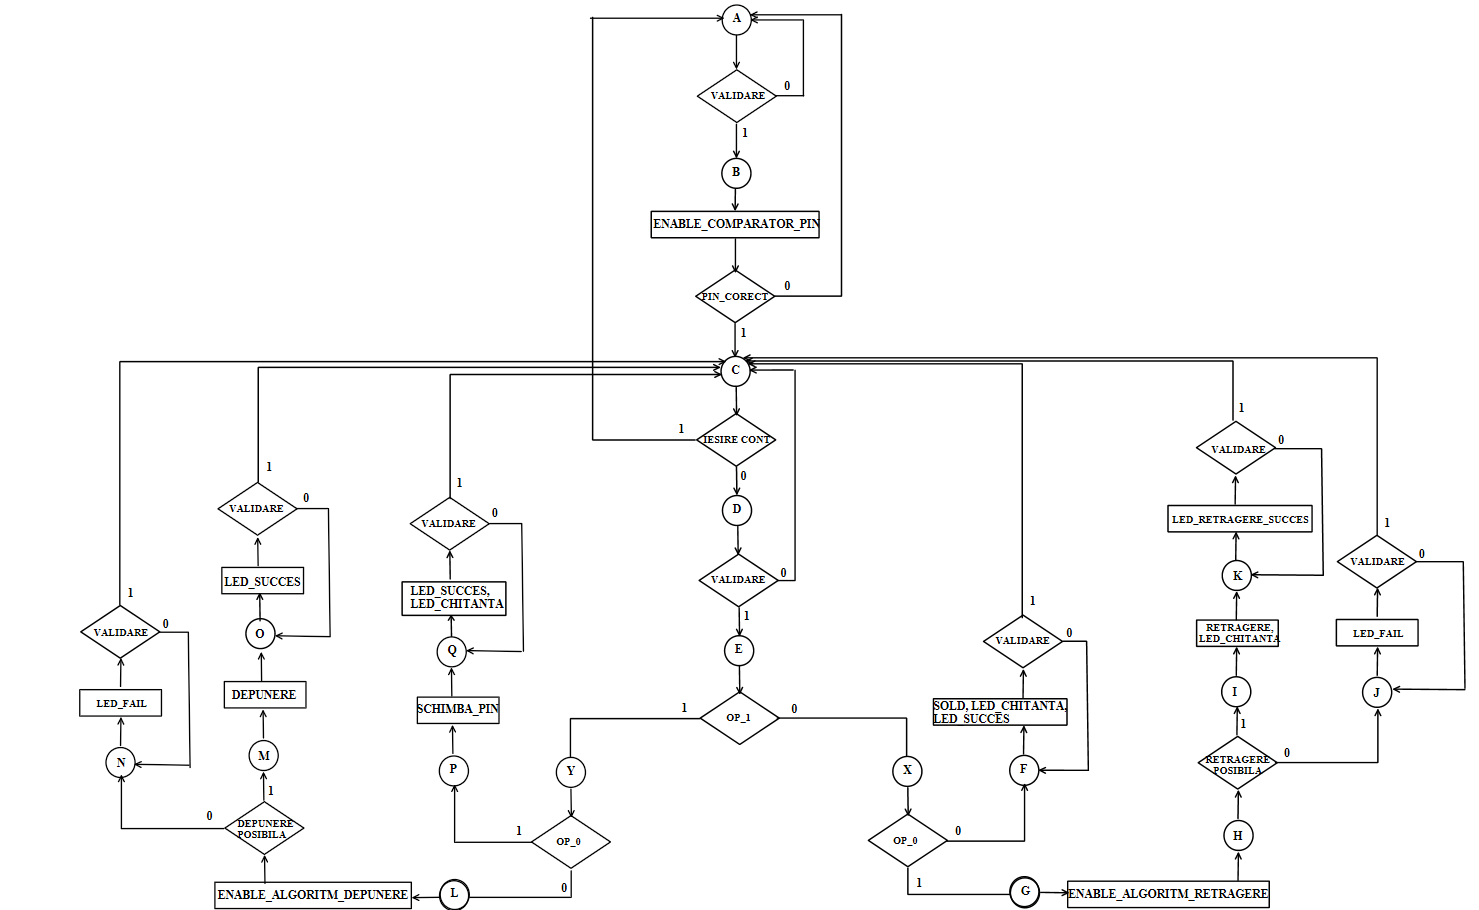 A
VALIDARE
0
1
B
ENABLE_COMPARATOR_PIN
PIN_CORECT
0
1
C
IESIRE CONT
1
0
D
VALIDARE
0
1
E
OP_1
1
0
Y
OP_0
1
0
X
OP_0
0
1
L
ENABLE_ALGORITM_DEPUNERE
DEPUNERE
POSIBILA
0
1
N
LED_FAIL
VALIDARE
0
1
M
DEPUNERE
O
LED_SUCCES
VALIDARE
0
1
P
SCHIMBA_PIN
Q
LED_SUCCES,
LED_CHITANTA
VALIDARE
0
1
F
SOLD, LED_CHITANTA,
LED_SUCCES
VALIDARE
0
1
G
ENABLE_ALGORITM_RETRAGERE
H
RETRAGERE
POSIBILA
1
0
I
RETRAGERE,
LED_CHITANTA
K
LED_RETRAGERE_SUCCES
VALIDARE
0
1
J
LED_FAIL
VALIDARE
0
1